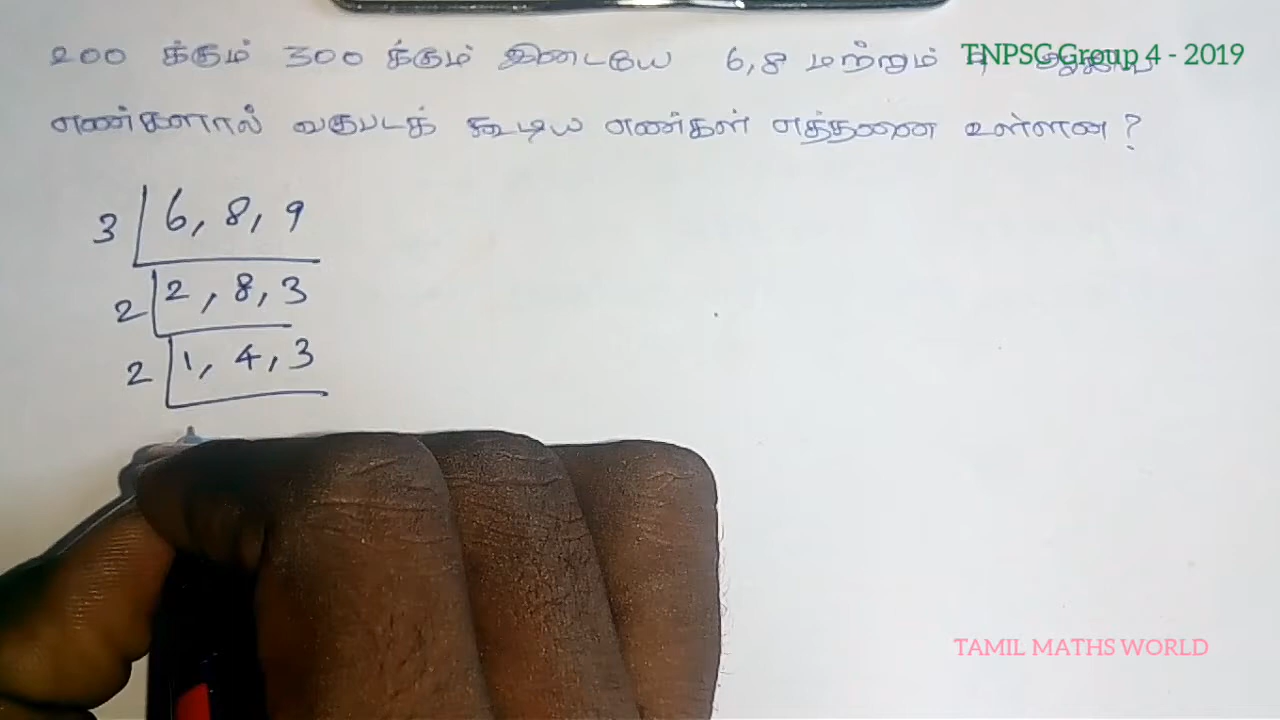 200 க்கும் 300 க்கும் இடையே 6,8 மற்றும் TNPSC Group 4 - 2019
எண்களால் வகுபடக் கூடிய எண்கள் எத்தனை உள்ளன?
3 6, 8, 9
2 2, 8, 3
2 1, 4, 3
TAMIL MATHS WORLD